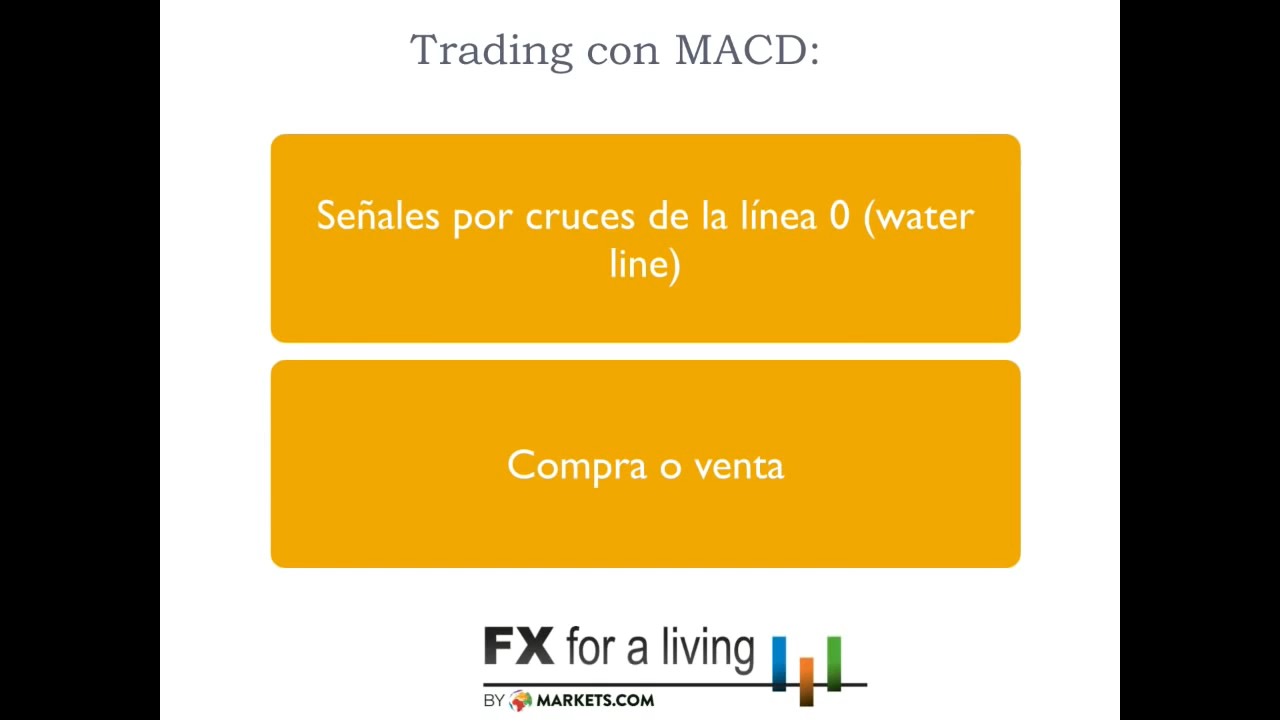 Trading con MACD:
Señales por cruces de la línea 0 (water
line)
Compra o venta
FX for a living
BY MARKETS.COM